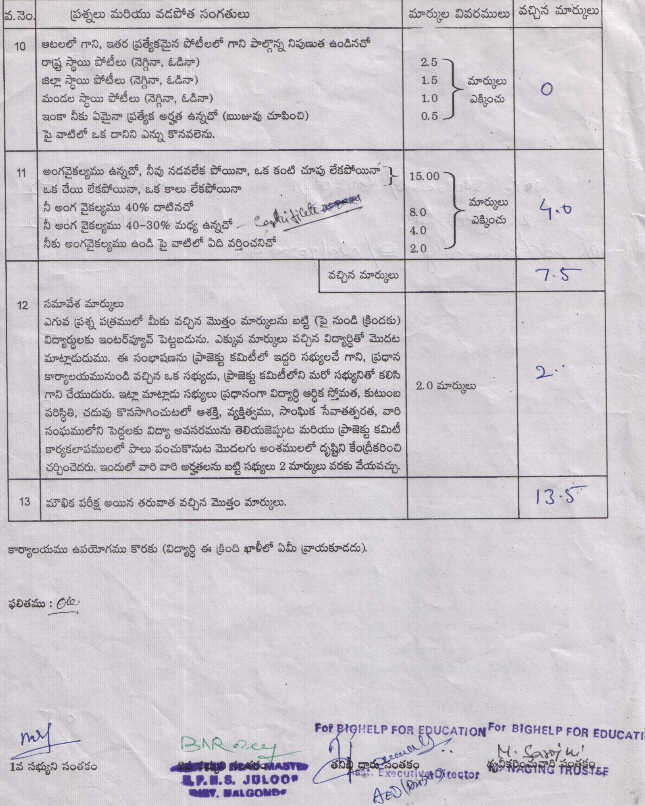 వ.నెం. ప్రశ్నలు మరియు వడపోత సంగతులు మార్కుల వివరములు వచ్చిన మార్కులు
10 ఆటలలో గాని, ఇతర ప్రత్యేకమైన పోటీలలో గాని పాల్గొన్న నిపుణుత ఉండినచో
రాష్ట్ర స్థాయి పోటీలు (నెగ్గినా, ఓడినా) 2.5
జిల్లా స్థాయి పోటీలు (నెగ్గినా, ఓడినా) 1.5 మార్కులు 0
మండల స్థాయి పోటీలు (నెగ్గినా, ఓడినా) 1.0 ఎక్కించు
ఇంకా నీకు ఏమైనా ప్రత్యేక అర్హత ఉన్నచో (ఋజువు చూపించి) 0.5
పై వాటిలో ఒక దానిని ఎన్ను కొనవలెను.
11 అంగవైకల్యము ఉన్నచో, నీవు నడవలేక పోయినా, ఒక కంటి చూపు లేకపోయినా 15.00
ఒక చేయి లేకపోయినా, ఒక కాలు లేకపోయినా
నీ అంగ వైకల్యము 40% దాటినచో 8.0 మార్కులు 4.0
నీ అంగ వైకల్యము 40-30% మధ్య ఉన్నచో 4.0 ఎక్కించు
నీకు అంగవైకల్యము ఉండి పై వాటిలో ఏది వర్తించనిచో 2.0
వచ్చిన మార్కులు 7.5
12 సమావేశ మార్కులు
ఎగువ ప్రశ్న పత్రములో మీకు వచ్చిన మొత్తం మార్కులను బట్టి (పై నుండి క్రిందకు)
విద్యార్ధులకు ఇంటర్‌వ్యూవ్ పెట్టబడును. ఎక్కువ మార్కులు వచ్చిన విద్యార్థితో మొదట
మాట్లాడుదుము. ఈ సంభాషణను ప్రాజెక్టు కమిటీలో ఇద్దరి సభ్యులచే గాని, ప్రధాన
కార్యాలయమునుండి వచ్చిన ఒక సభ్యుడు, ప్రాజెక్టు కమిటీలోని మరో సభ్యునితో కలిసి
గాని చేయుదురు. ఇట్లా మాట్లాడు సభ్యులు ప్రధానంగా విద్యార్థి ఆర్థిక స్తోమత, కుటుంబ 2.0 మార్కులు 2
పరిస్థితి, చదువు కొనసాగించుటలో ఆశక్తి, వ్యక్తిత్వము, సాంఘిక సేవాతత్పరత, వారి
సంఘములోని పెద్దలకు విద్యా అవసరమును తెలియజెప్పుట మరియు ప్రాజెక్టు కమిటీ
కార్యకలాపములలో పాలు పంచుకొనుట మొదలగు అంశములలో దృష్టిని కేంద్రీకరించి
చర్చించెదరు. ఇందులో వారి వారి అర్హతలను బట్టి సభ్యులు 2 మార్కులు వరకు వేయవచ్చు.
13 మౌఖిక పరీక్ష అయిన తరువాత వచ్చిన మొత్తం మార్కులు. 13.5
కార్యాలయము ఉపయోగము కొరకు (విద్యార్థి ఈ క్రింది ఖాళీలో ఏమీ వ్రాయకూడదు).
ఫలితము :
For BIGHELP FOR EDUCATION For BIGHELP FOR EDUCATI
1వ సభ్యుని సంతకం తనిఖీ దారు సంతకం ధృవీకరించువారి సంతకం
Executive Director MANAGING TRUSTEE
Z.P.H.S. JULOOR
DIST. NALGONDA